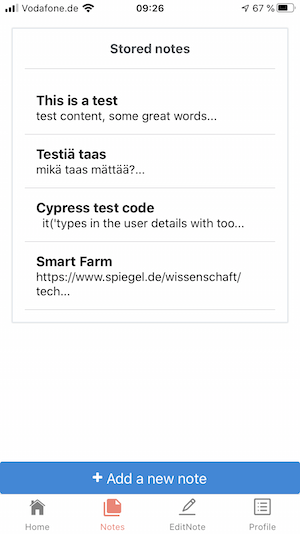 Vodafone.de 09:26 67 %
Stored notes
This is a test
test content, some great words...
Testiä taas
mikä taas mättää?...
Cypress test code
it('types in the user details with too...
Smart Farm
https://www.spiegel.de/wissenschaft/
tech...
+ Add a new note
Home Notes EditNote Profile